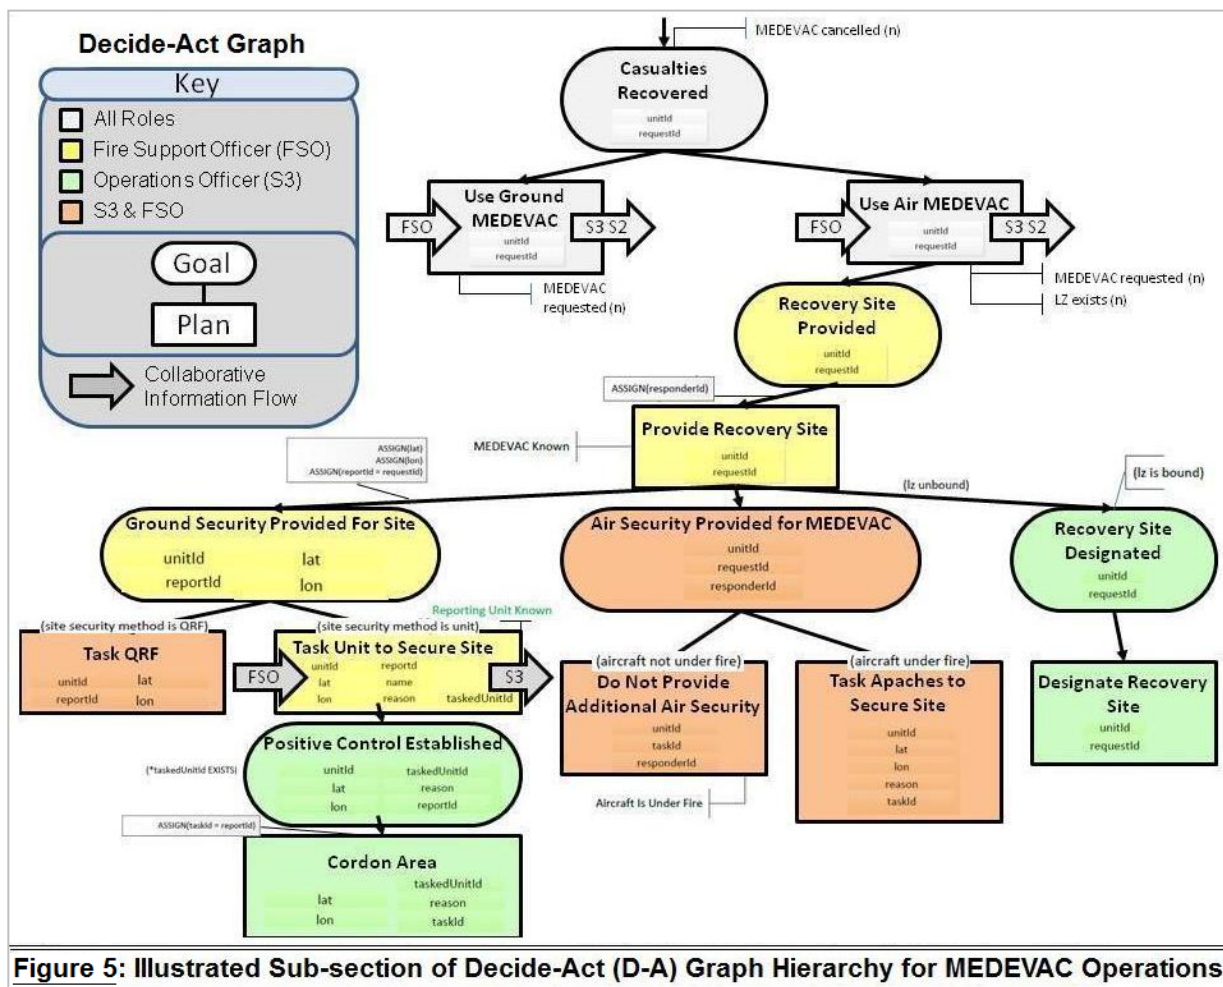 Decide-Act Graph
Key
All Roles
Fire Support Officer (FSO)
Operations Officer (S3)
S3 & FSO
Goal
Plan
Collaborative
Information Flow
MEDEVAC cancelled (n)
Casualties
Recovered
unitId
requestId
FSO
Use Ground
MEDEVAC
unitId
requestId
S3 S2
MEDEVAC
requested (n)
FSO
Use Air MEDEVAC
unitId
requestId
S3 S2
MEDEVAC requested (n)
LZ exists (n)
Recovery Site
Provided
unitId
requestId
ASSIGN(responderId)
MEDEVAC Known
Provide Recovery Site
unitId
requestId
ASSIGN(lat)
ASSIGN(lon)
ASSIGN(reportId = requestId)
(lz unbound)
(lz is bound)
Ground Security Provided For Site
unitId lat
reportId lon
Air Security Provided for MEDEVAC
unitId
requestId
responderId
Recovery Site
Designated
unitId
requestId
(site security method is QRF)
Task QRF
unitId lat
reportId lon
Reporting Unit Known
(site security method is unit)
FSO
Task Unit to Secure Site
unitId reportd
lat name
lon reason taskedUnitId
S3
(aircraft not under fire)
Do Not Provide
Additional Air Security
unitId
taskId
responderId
Aircraft Is Under Fire
(aircraft under fire)
Task Apaches to
Secure Site
unitId
lat
lon
reason
taskId
Designate Recovery
Site
unitId
requestId
(*taskedUnitId EXISTS)
Positive Control Established
unitId taskedUnitId
lat reason
lon reportId
ASSIGN(taskId = reportId)
Cordon Area
taskedUnitId
lat reason
lon taskId
Figure 5: Illustrated Sub-section of Decide-Act (D-A) Graph Hierarchy for MEDEVAC Operations